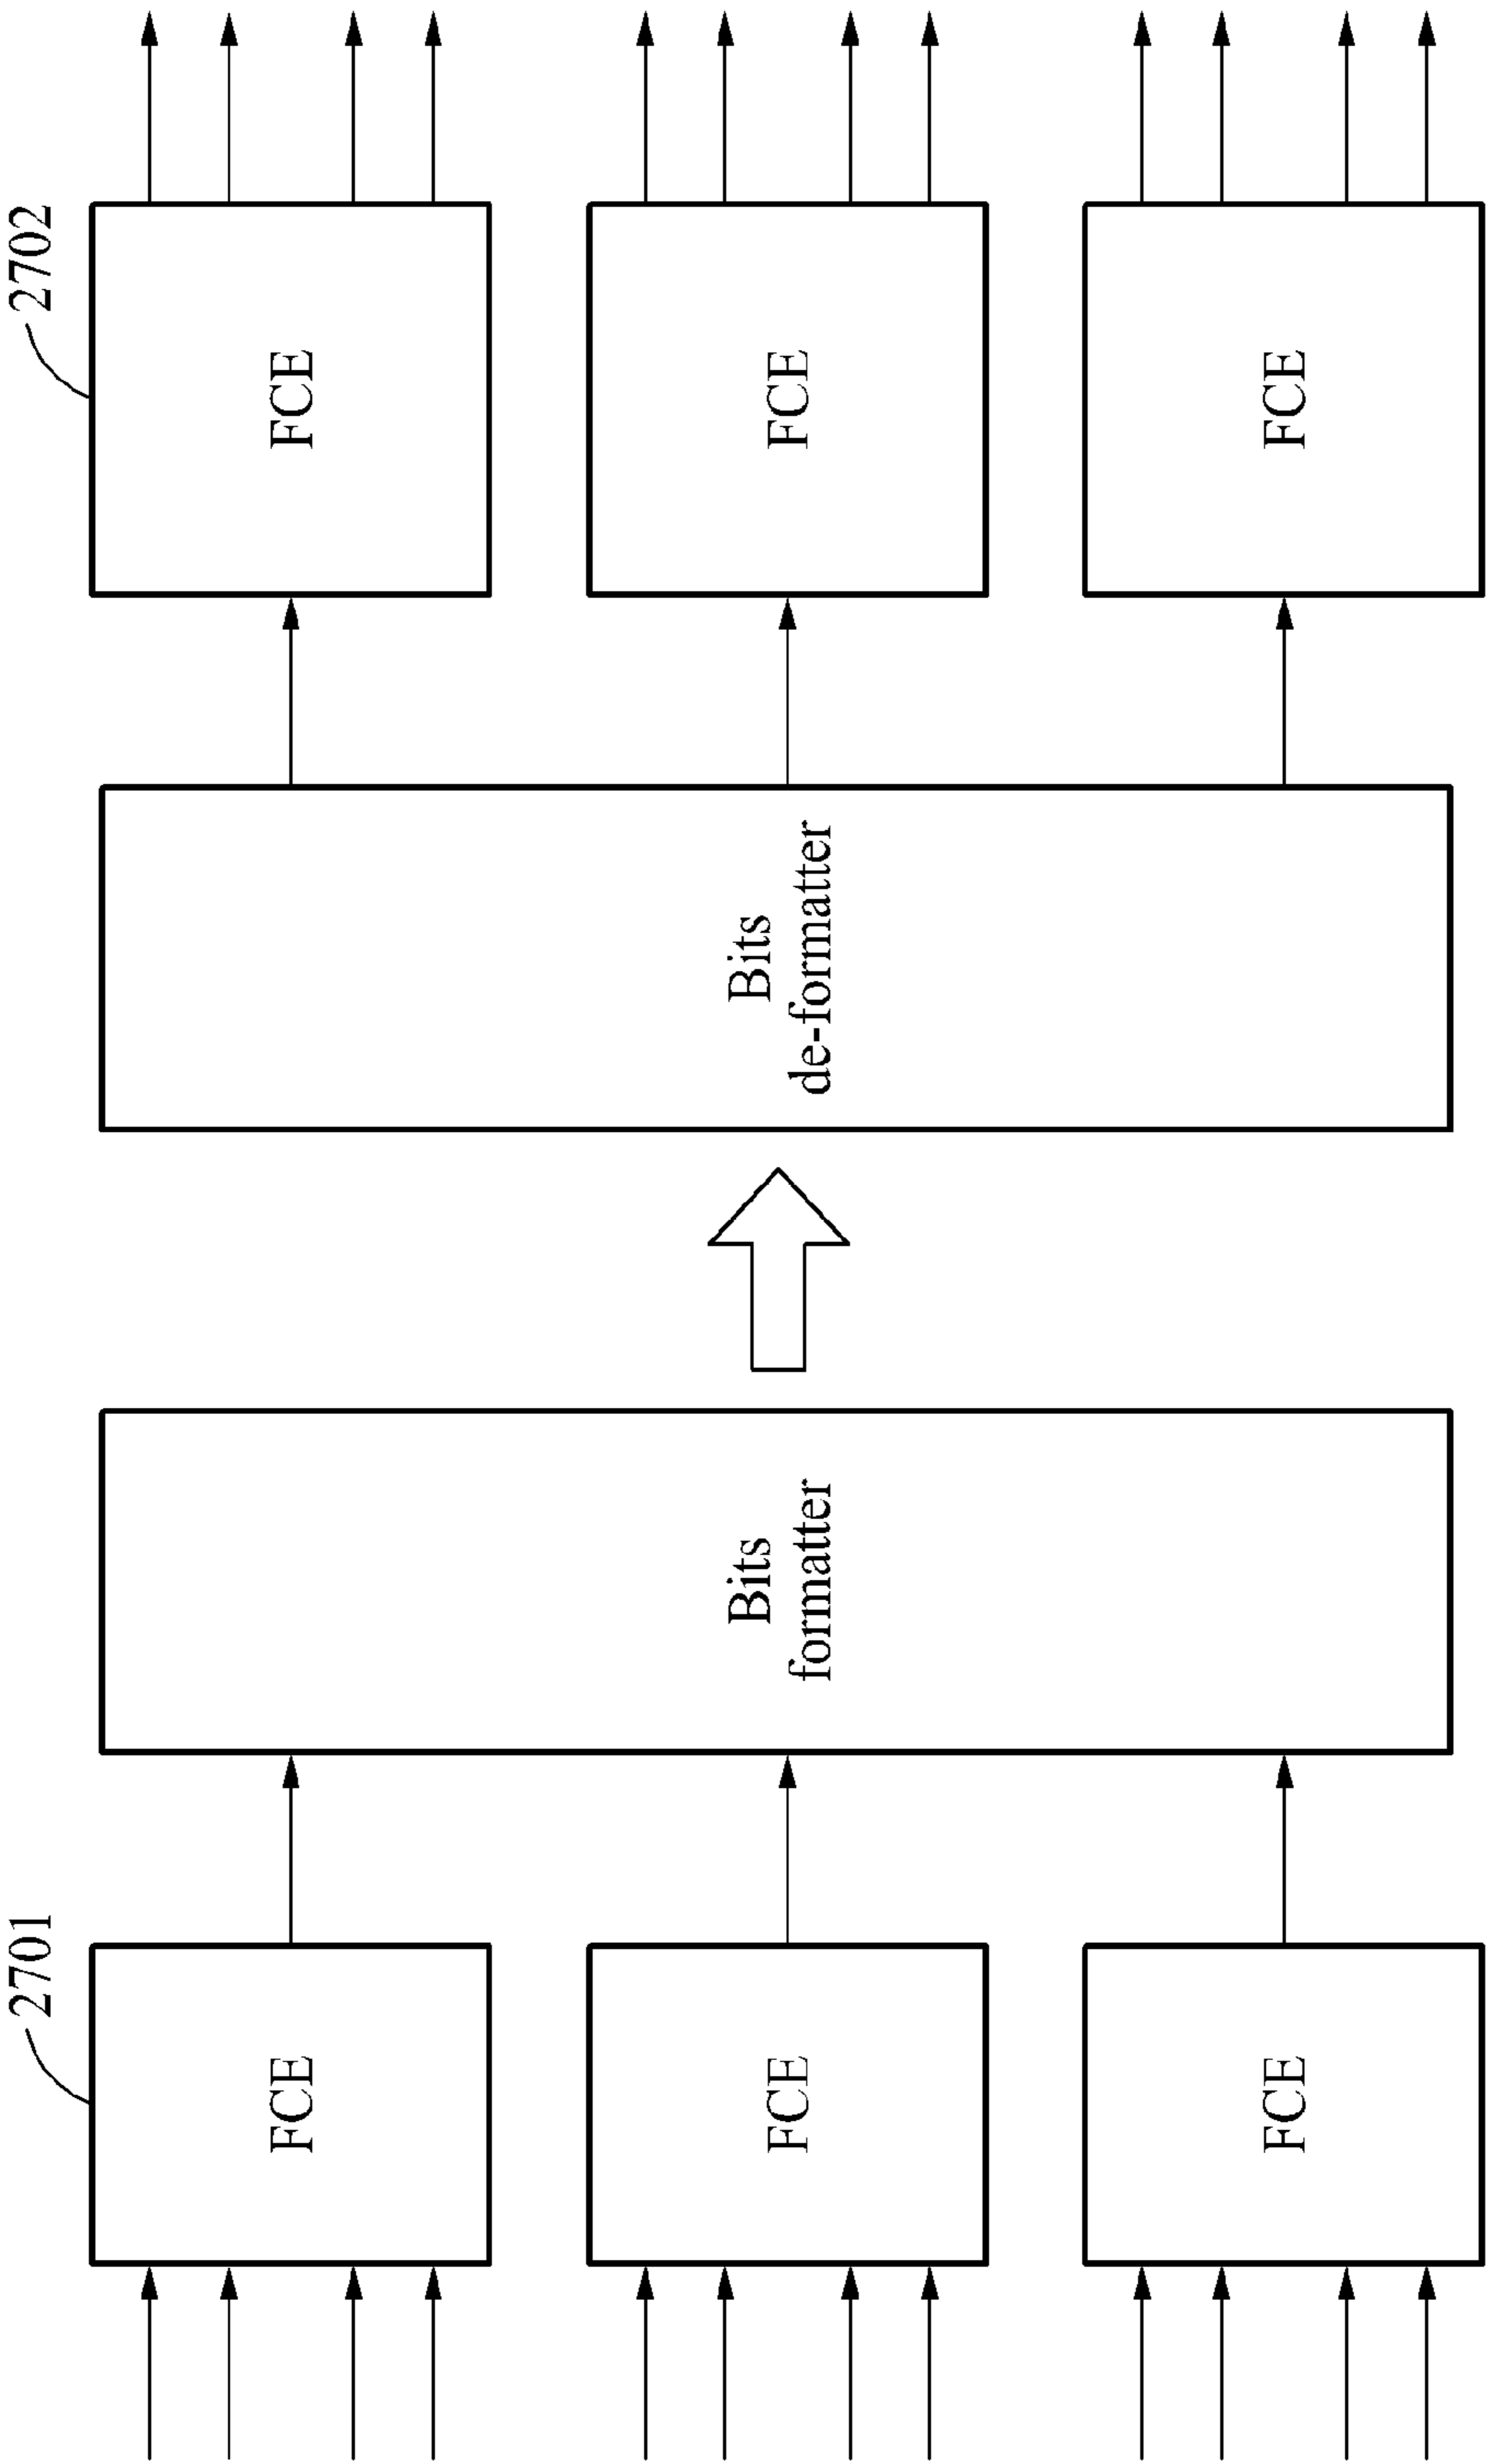 2701
FCE
FCE
FCE
Bits
formatter
Bits
de-formatter
2702
FCE
FCE
FCE